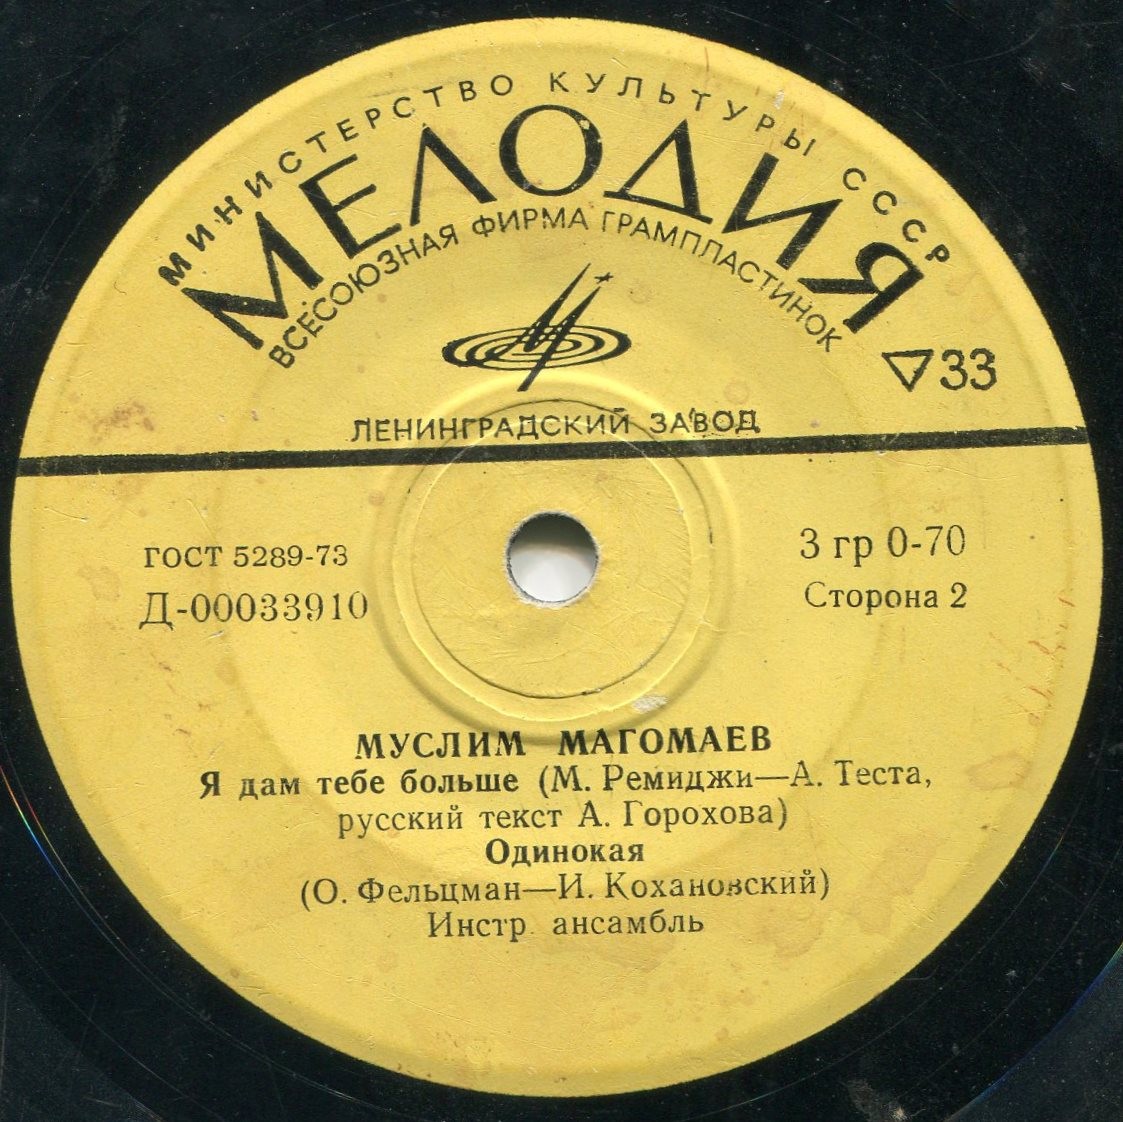 МИНИСТЕРСТВО КУЛЬТУРЫ СССР
МЕЛОДИЯ
ВСЕСОЮЗНАЯ ФИРМА ГРАМПЛАСТИНОК
33
ЛЕНИНГРАДСКИЙ ЗАВОД
ГОСТ 5289-73
Д-00033910
3 гр 0-70
Сторона 2
МУСЛИМ МАГОМАЕВ
Я дам тебе больше (М. Ремиджи—А. Теста,
русский текст А. Горохова)
Одинокая
(О. Фельцман—И. Кохановский)
Инстр. ансамбль